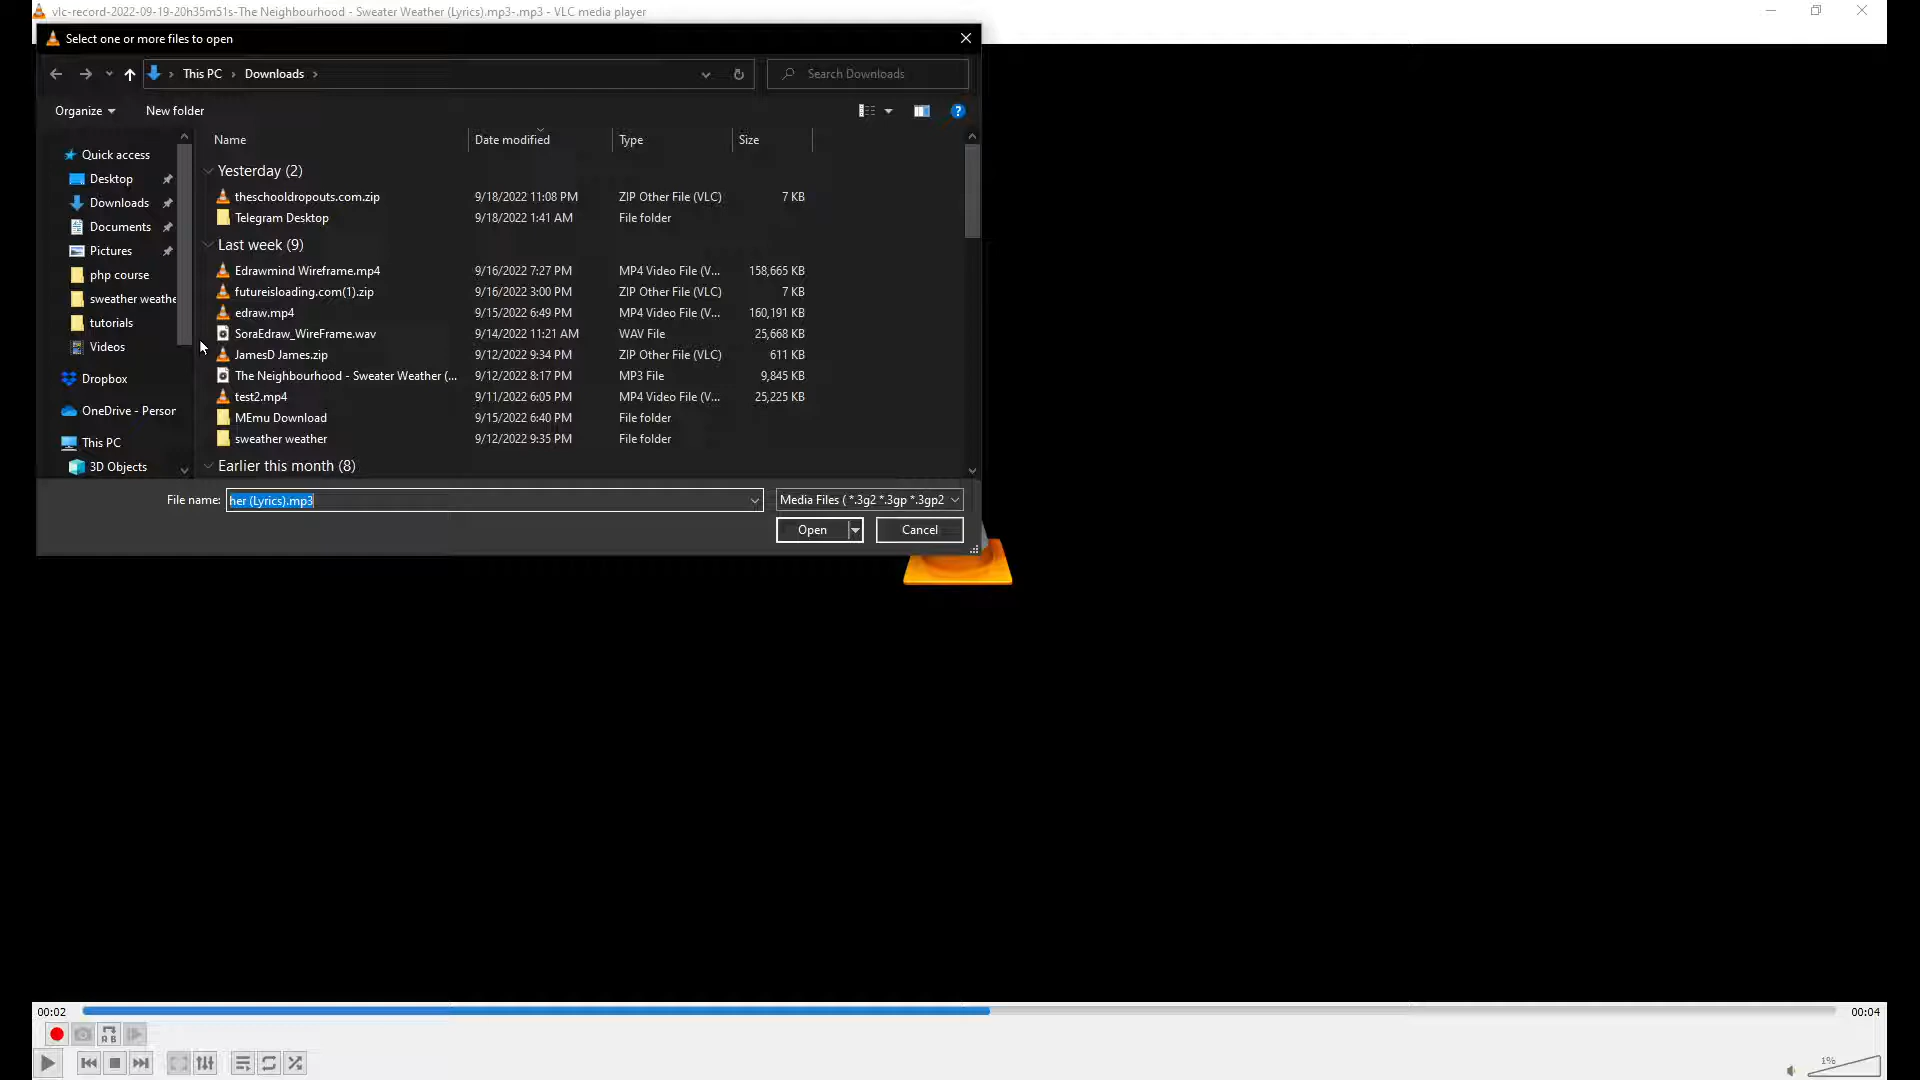 vlc-record-2022-09-19-20h35m51s-The Neighbourhood - Sweater Weather (Lyrics).mp3-.mp3 - VLC media player
Select one or more files to open
This PC > Downloads >
Search Downloads
Organize
New folder
Name Date modified Type Size
Quick access
Desktop
Downloads
Documents
Pictures
php course
sweather weathe
tutorials
Videos
Dropbox
OneDrive - Person
This PC
3D Objects
Yesterday (2)
theschooldropouts.com.zip 9/18/2022 11:08 PM ZIP Other File (VLC) 7 KB
Telegram Desktop 9/18/2022 1:41 AM File folder
Last week (9)
Edrawmind Wireframe.mp4 9/16/2022 7:27 PM MP4 Video File (V... 158,665 KB
futureisloading.com(1).zip 9/16/2022 3:00 PM ZIP Other File (VLC) 7 KB
edraw.mp4 9/15/2022 6:49 PM MP4 Video File (V... 160,191 KB
SoraEdraw_WireFrame.wav 9/14/2022 11:21 AM WAV File 25,668 KB
JamesD James.zip 9/12/2022 9:34 PM ZIP Other File (VLC) 611 KB
The Neighbourhood - Sweater Weather (... 9/12/2022 8:17 PM MP3 File 9,845 KB
test2.mp4 9/11/2022 6:05 PM MP4 Video File (V... 25,225 KB
MEmu Download 9/15/2022 6:40 PM File folder
sweather weather 9/12/2022 9:35 PM File folder
Earlier this month (8)
File name: her (Lyrics).mp3
Media Files ( *.3g2 *.3gp *.3gp2
Open
Cancel
00:02
00:04
A B
1%